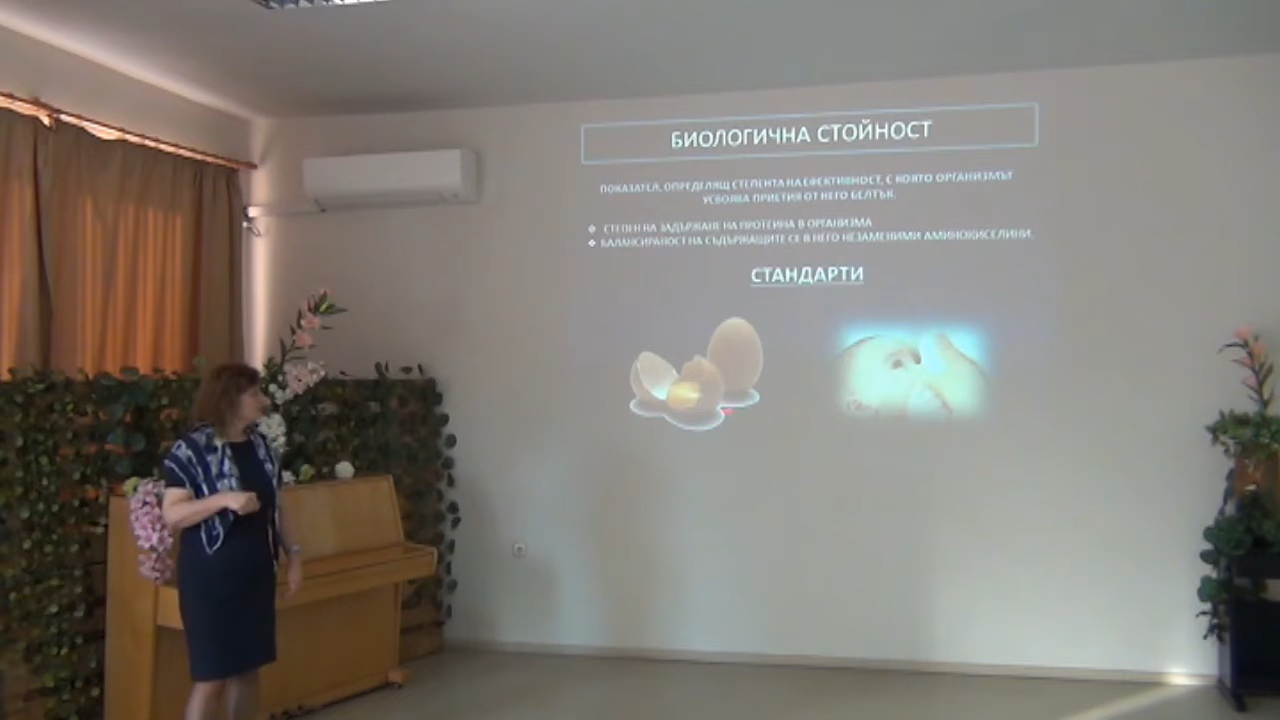 БИОЛОГИЧНА СТОЙНОСТ
ПОКАЗАТЕЛ, ОПРЕДЕЛЯЩ СТЕПЕНТА НА ЕФЕКТИВНОСТ, С КОЯТО ОРГАНИЗМЪТ
УСВОЯВА ПРИЕТИЯ ОТ НЕГО БЕЛТЪК.
❖ СТЕПЕН НА ЗАДЪРЖАНЕ НА ПРОТЕИНА В ОРГАНИЗМА
❖ БАЛАНСИРАНОСТ НА СЪДЪРЖАЩИТЕ СЕ В НЕГО НЕЗАМЕНИМИ АМИНОКИСЕЛИНИ.
СТАНДАРТИ